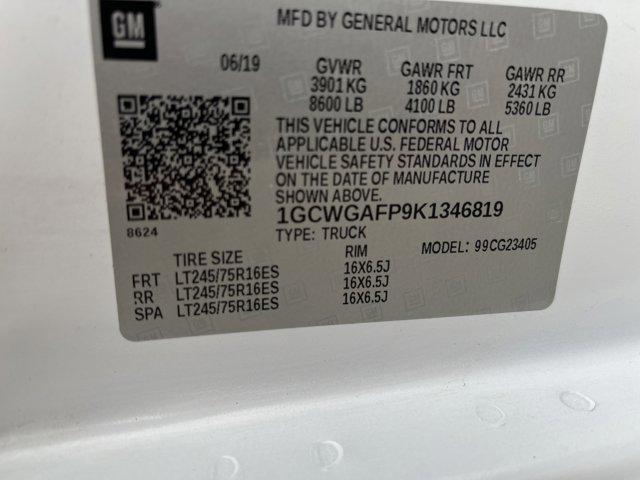 GM
MFD BY GENERAL MOTORS LLC
06/19 GVWR GAWR FRT GAWR RR
3901 KG 1860 KG 2431 KG
8600 LB 4100 LB 5360 LB
THIS VEHICLE CONFORMS TO ALL
APPLICABLE U.S. FEDERAL MOTOR
VEHICLE SAFETY STANDARDS IN EFFECT
ON THE DATE OF MANUFACTURE
SHOWN ABOVE.
1GCWGAFP9K1346819
8624 TYPE: TRUCK
TIRE SIZE RIM MODEL: 99CG23405
FRT LT245/75R16ES 16X6.5J
RR LT245/75R16ES 16X6.5J
SPA LT245/75R16ES 16X6.5J